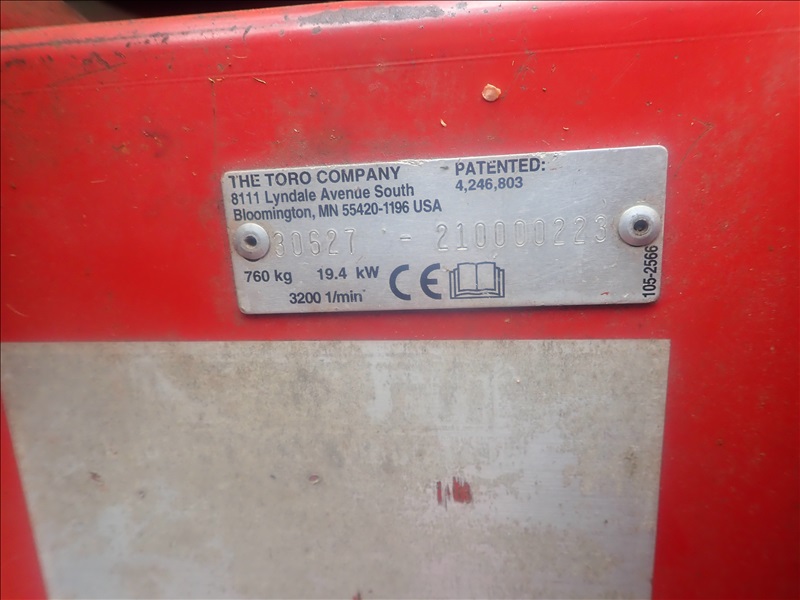 THE TORO COMPANY
8111 Lyndale Avenue South
Bloomington, MN 55420-1196 USA
PATENTED:
4,246,803
30627 - 210000223
760 kg 19.4 kW
3200 1/min
CE
105-2566